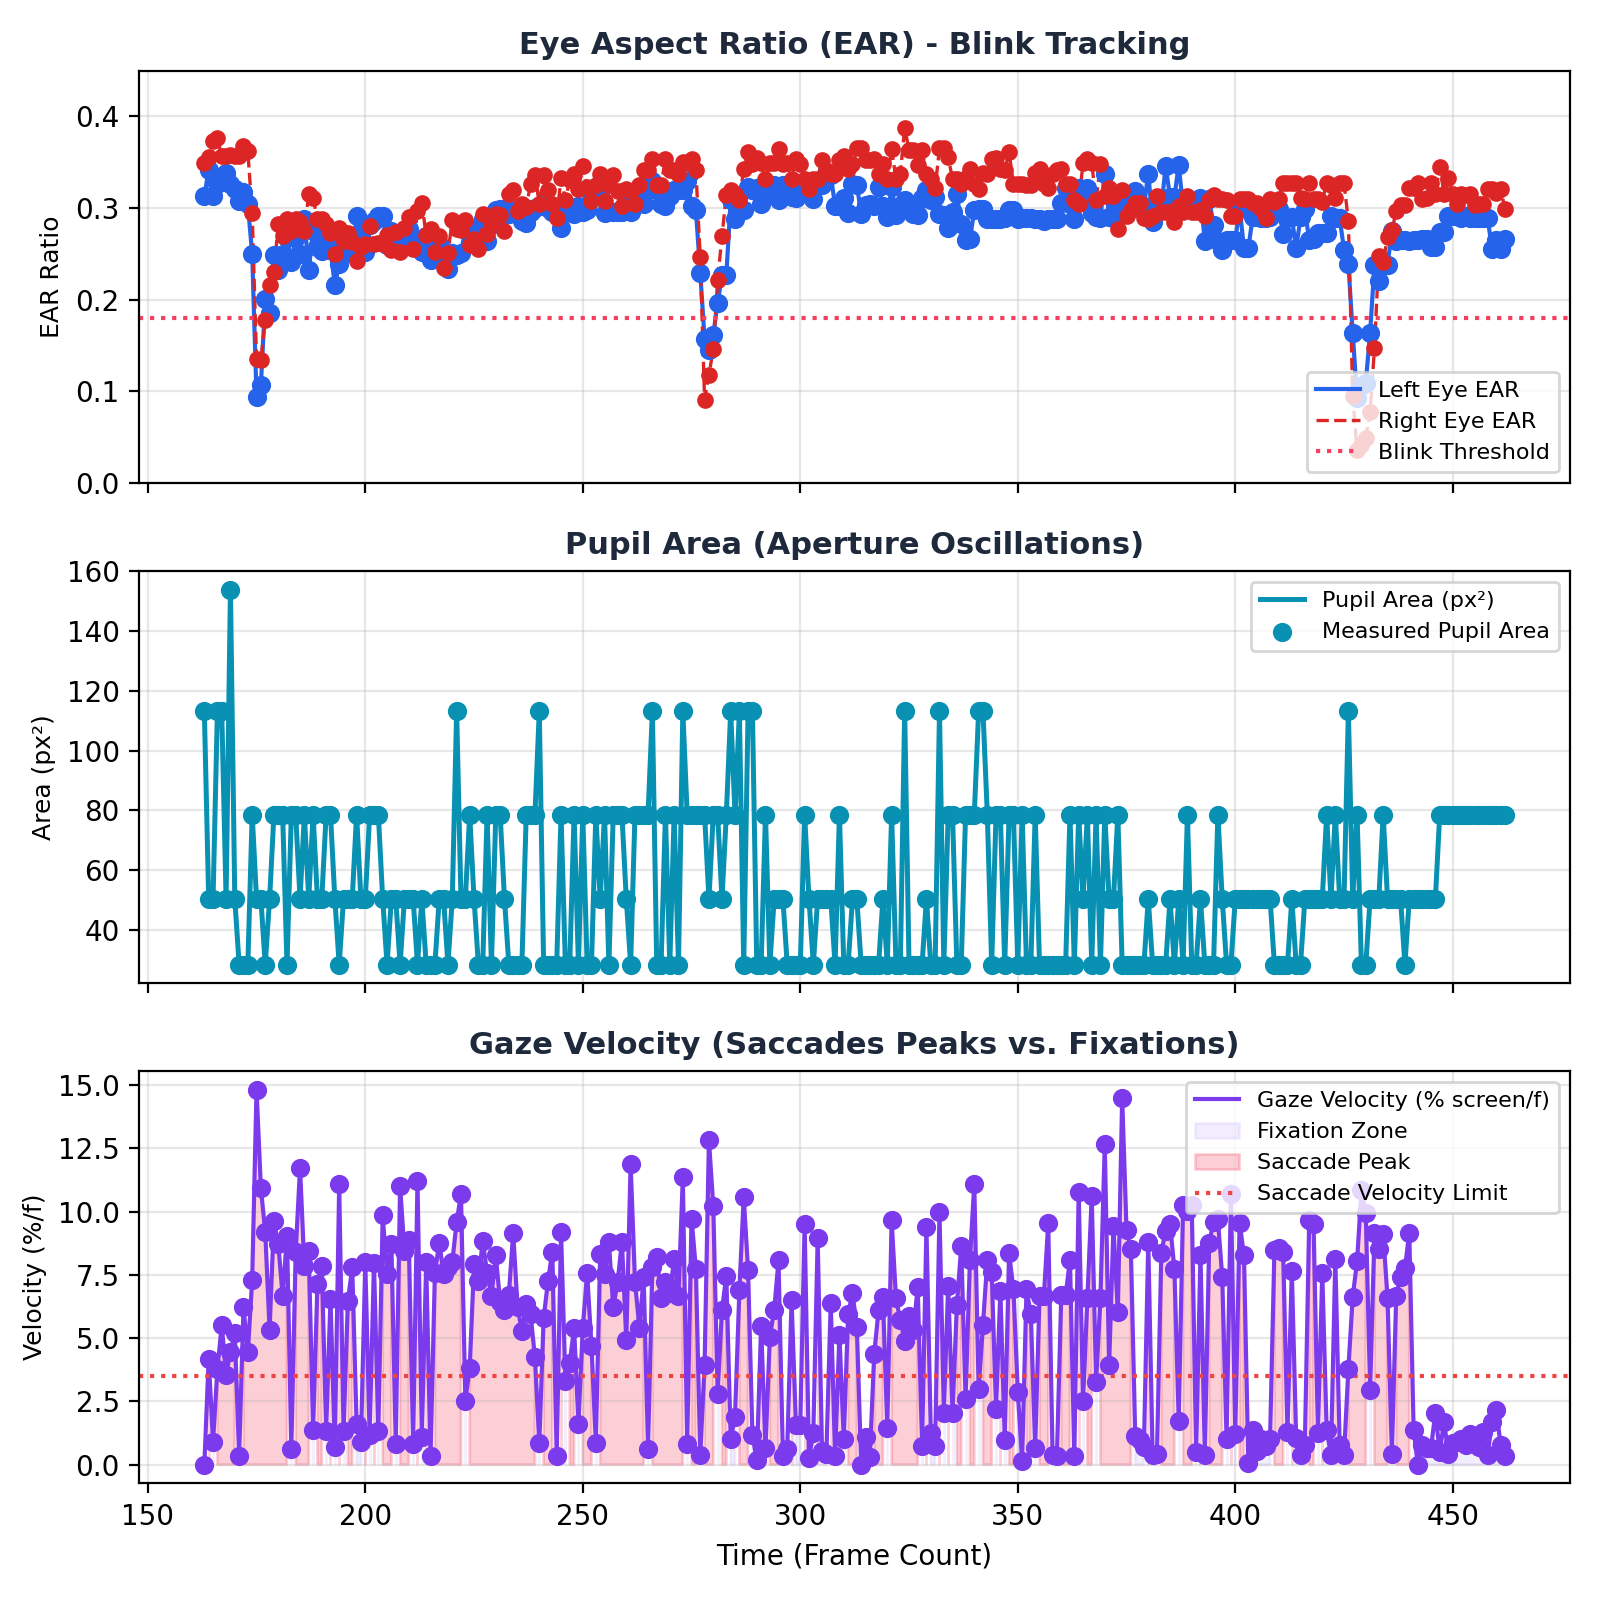 Eye Aspect Ratio (EAR) - Blink Tracking
0.4
0.3
0.2
0.1
0.0
EAR Ratio
Left Eye EAR
Right Eye EAR
Blink Threshold
Pupil Area (Aperture Oscillations)
160
140
120
100
80
60
40
Area (px²)
Pupil Area (px²)
Measured Pupil Area
Gaze Velocity (Saccades Peaks vs. Fixations)
15.0
12.5
10.0
7.5
5.0
2.5
0.0
Velocity (%/f)
Gaze Velocity (% screen/f)
Fixation Zone
Saccade Peak
Saccade Velocity Limit
150 200 250 300 350 400 450
Time (Frame Count)